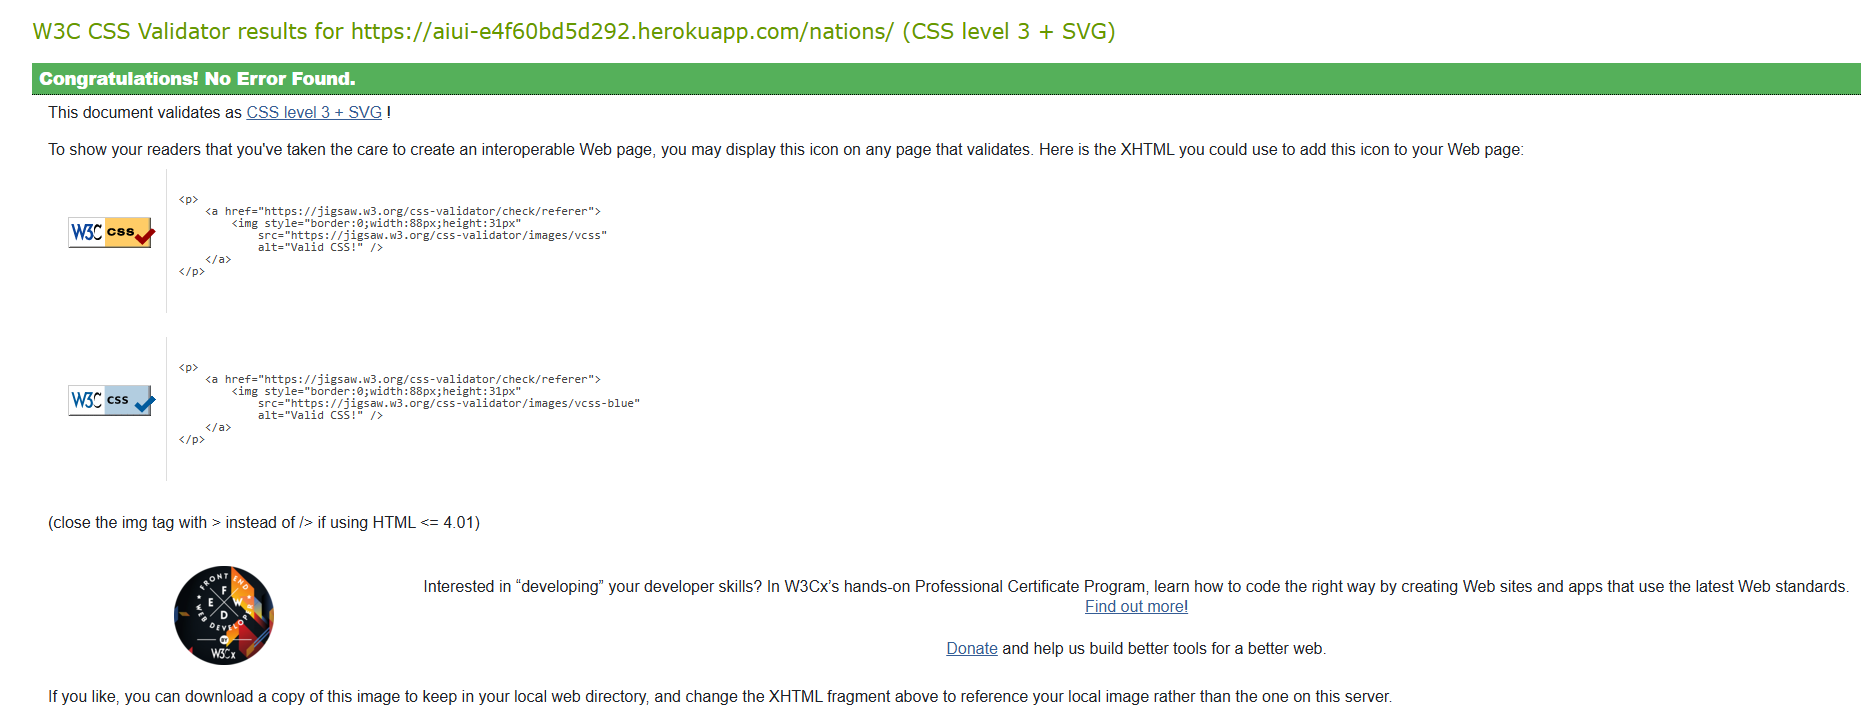 W3C CSS Validator results for https://aiui-e4f60bd5d292.herokuapp.com/nations/ (CSS level 3 + SVG)
Congratulations! No Error Found.
This document validates as CSS level 3 + SVG !
To show your readers that you've taken the care to create an interoperable Web page, you may display this icon on any page that validates. Here is the XHTML you could use to add this icon to your Web page:
W3C css
<p>
    <a href="https://jigsaw.w3.org/css-validator/check/referer">
        <img style="border:0;width:88px;height:31px"
            src="https://jigsaw.w3.org/css-validator/images/vcss"
            alt="Valid CSS!" />
    </a>
</p>
W3C css
<p>
    <a href="https://jigsaw.w3.org/css-validator/check/referer">
        <img style="border:0;width:88px;height:31px"
            src="https://jigsaw.w3.org/css-validator/images/vcss-blue"
            alt="Valid CSS!" />
    </a>
</p>
(close the img tag with > instead of /> if using HTML <= 4.01)
FRONT END
F
E W
D
WEB DEVELOPER
W3Cx
Interested in “developing” your developer skills? In W3Cx’s hands-on Professional Certificate Program, learn how to code the right way by creating Web sites and apps that use the latest Web standards.
Find out more!
Donate and help us build better tools for a better web.
If you like, you can download a copy of this image to keep in your local web directory, and change the XHTML fragment above to reference your local image rather than the one on this server.